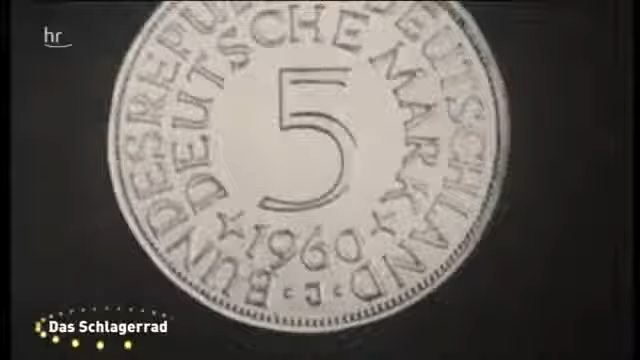 hr
BUNDESREPUBLIK DEUTSCHLAND
DEUTSCHE MARK
5
1960
J
Das Schlagerrad